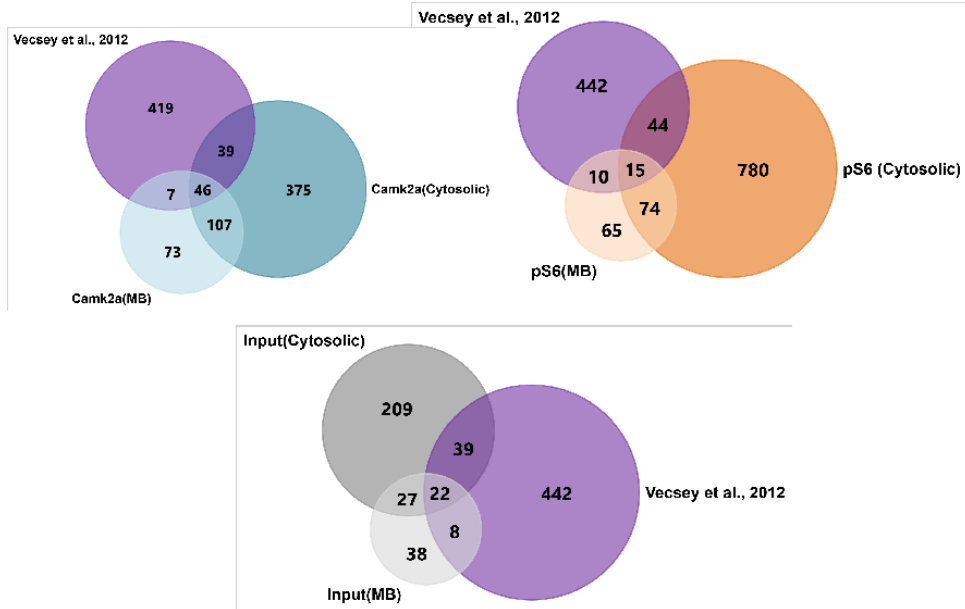 Vecsey et al., 2012
419
39
7
46
375
Camk2a(Cytosolic)
107
73
Camk2a(MB)
Vecsey et al., 2012
442
44
10
15
780
pS6 (Cytosolic)
74
65
pS6(MB)
Input(Cytosolic)
209
39
27
22
442
Vecsey et al., 2012
8
38
Input(MB)